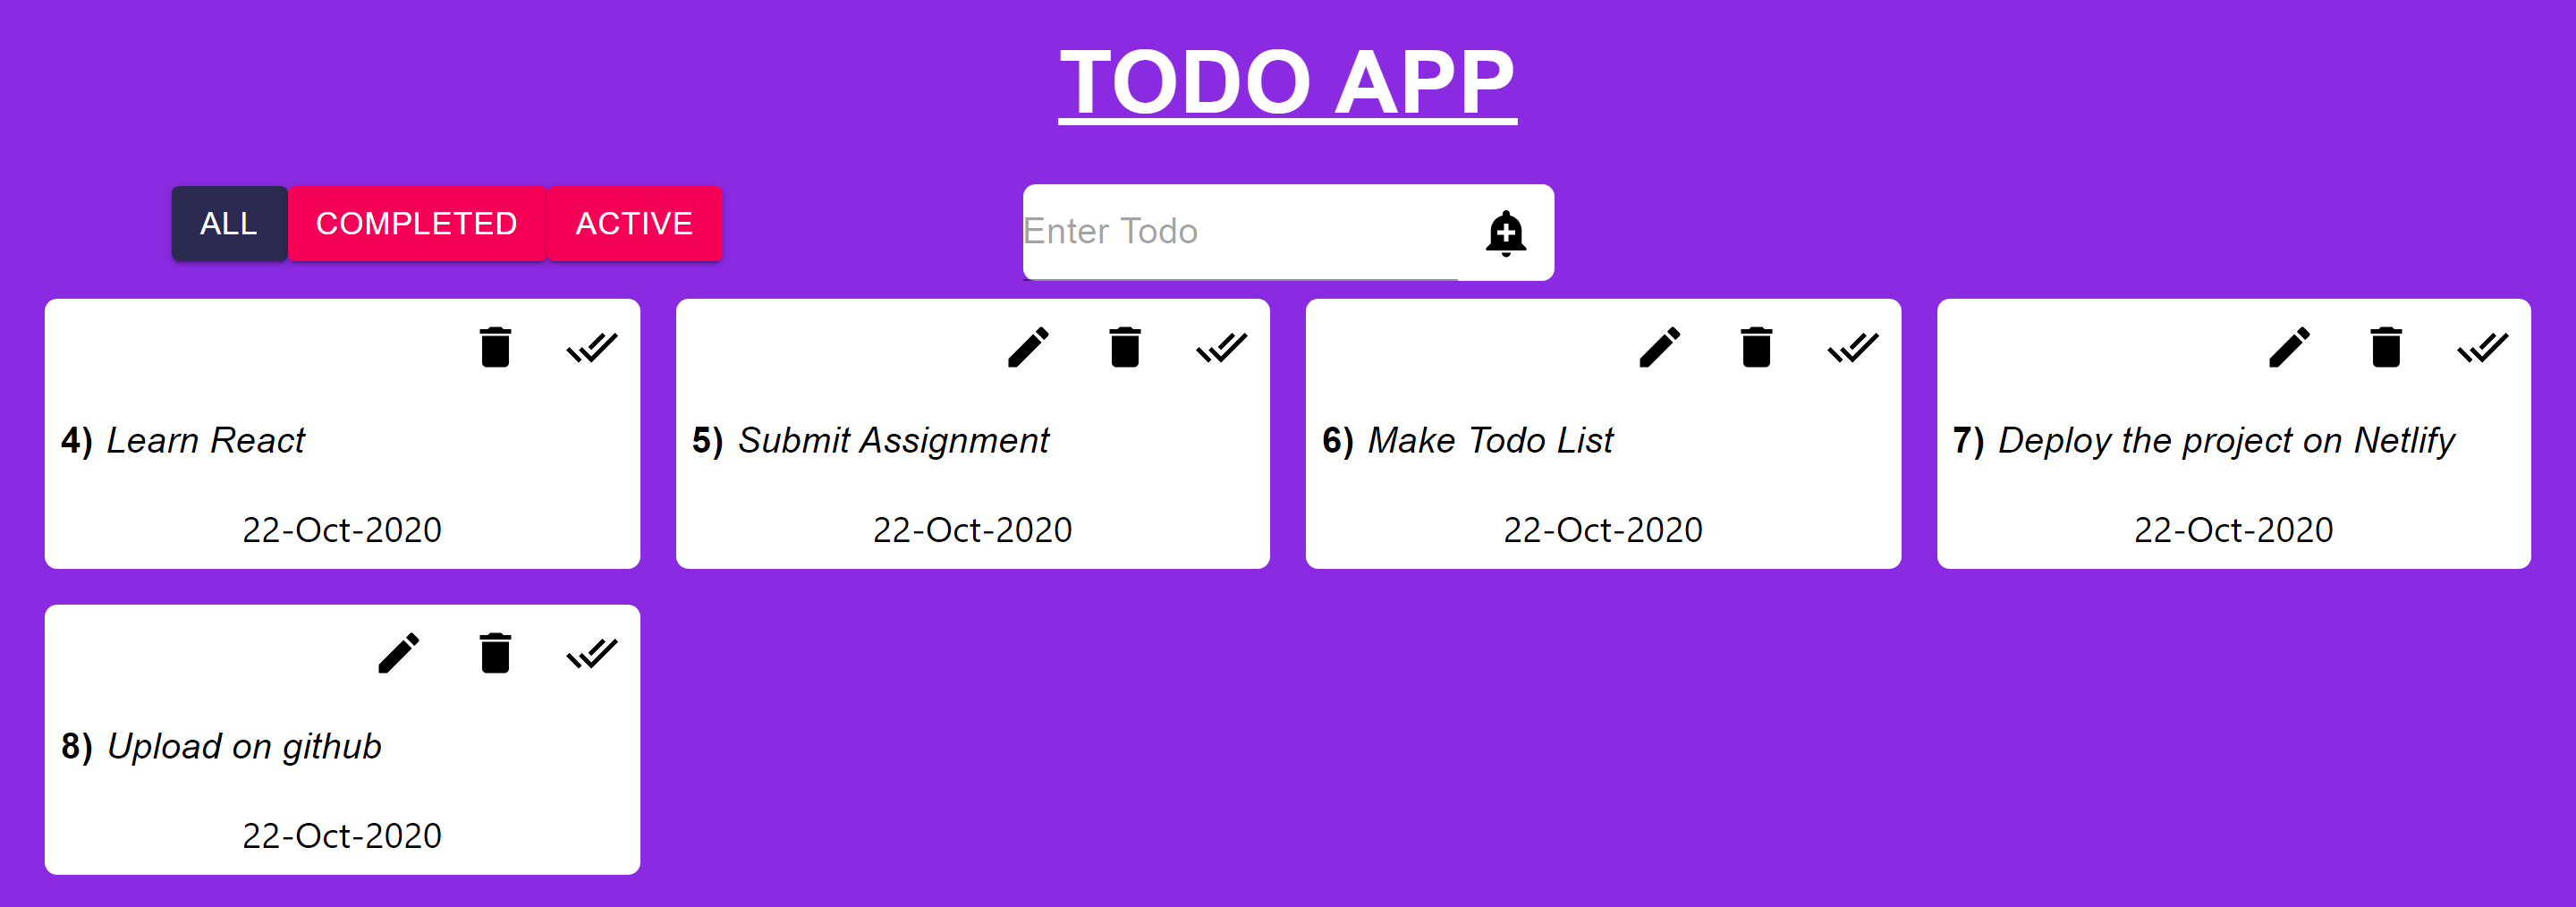 TODO APP
ALL COMPLETED ACTIVE
Enter Todo
4) Learn React
22-Oct-2020
5) Submit Assignment
22-Oct-2020
6) Make Todo List
22-Oct-2020
7) Deploy the project on Netlify
22-Oct-2020
8) Upload on github
22-Oct-2020